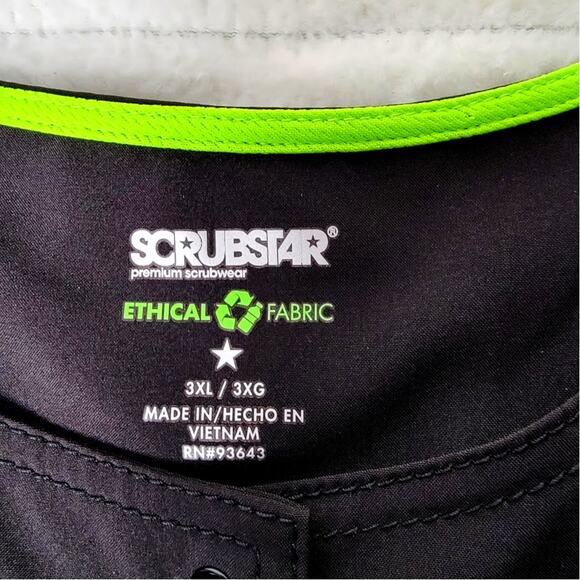 SCRUBSTAR®
premium scrubwear
ETHICAL FABRIC
3XL / 3XG
MADE IN/HECHO EN
VIETNAM
RN#93643